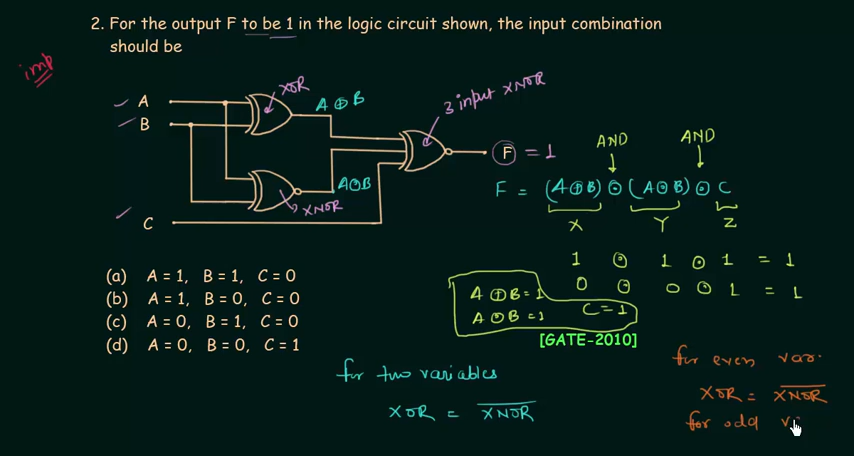 2. For the output F to be 1 in the logic circuit shown, the input combination
should be
imp
XOR
A ⊕ B
3 input XNOR
A
B
F = 1
AND AND
F = (A⊕B) ⊙ (A⊙B) ⊙ C
A⊙B
XNOR
X Y Z
C
1 ⊙ 1 ⊙ 1 = 1
(a) A = 1, B = 1, C = 0
0 ⊙ 0 ⊙ 1 = 1
(b) A = 1, B = 0, C = 0
A ⊕ B = 1
A ⊙ B = 1
C = 1
(c) A = 0, B = 1, C = 0
(d) A = 0, B = 0, C = 1
[GATE-2010]
for two variables
XOR = \overline{XNOR}
for even var.
XOR = \overline{XNOR}
for odd